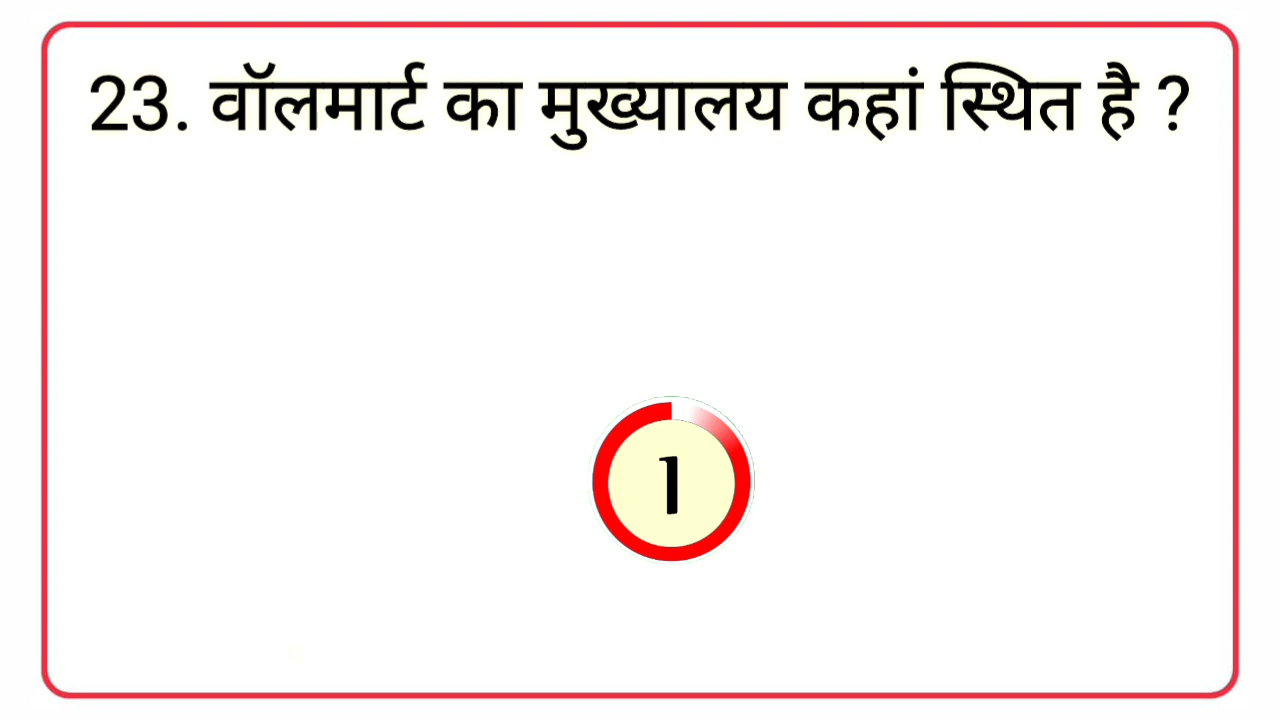 23. वॉलमार्ट का मुख्यालय कहां स्थित है ?
1